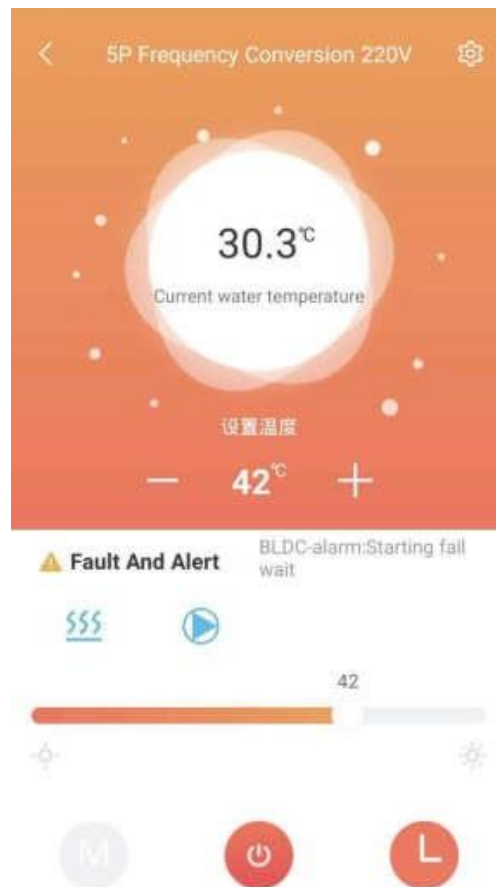 5P Frequency Conversion 220V
30.3℃
Current water temperature
设置温度
42℃
Fault And Alert
BLDC-alarm:Starting fail
wait
42
M